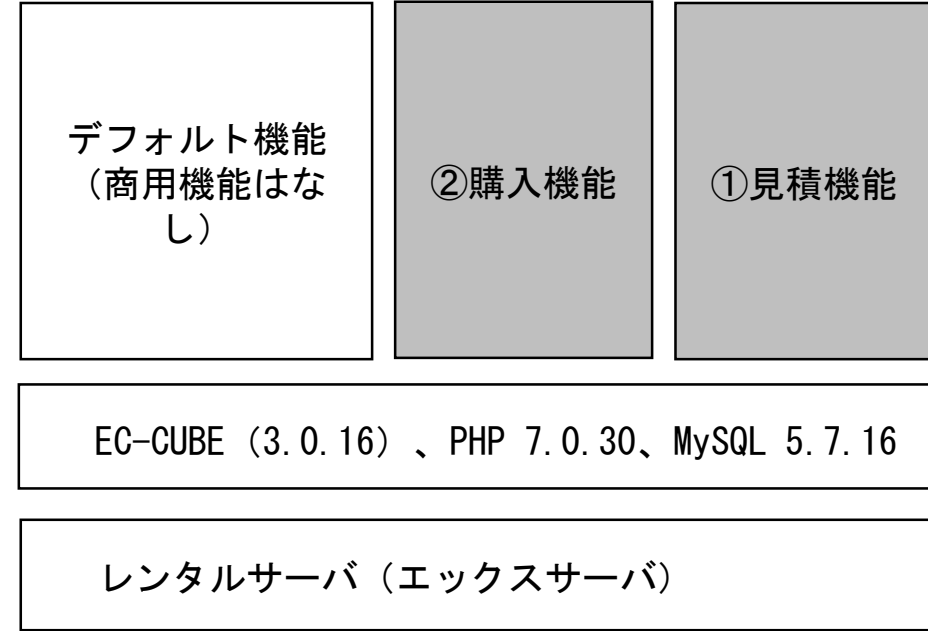 デフォルト機能
（商用機能はな
し）
②購入機能
①見積機能
EC-CUBE（3.0.16）、PHP 7.0.30、MySQL 5.7.16
レンタルサーバ（エックスサーバ）